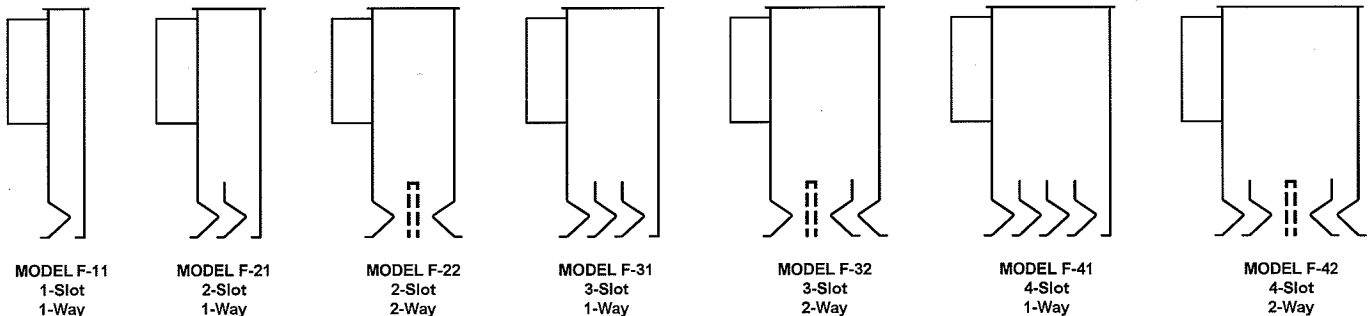 MODEL F-11
1-Slot
1-Way
MODEL F-21
2-Slot
1-Way
MODEL F-22
2-Slot
2-Way
MODEL F-31
3-Slot
1-Way
MODEL F-32
3-Slot
2-Way
MODEL F-41
4-Slot
1-Way
MODEL F-42
4-Slot
2-Way